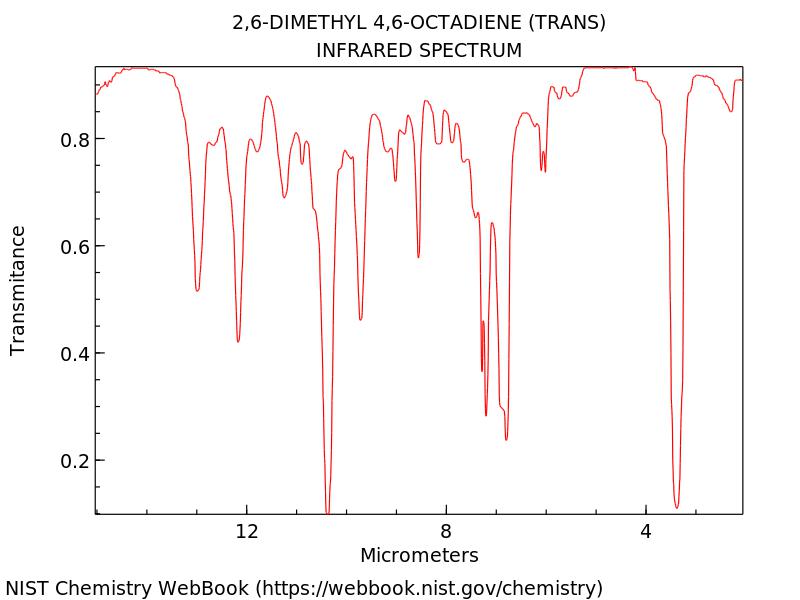 2,6-DIMETHYL 4,6-OCTADIENE (TRANS)
INFRARED SPECTRUM
Transmitance
0.8
0.6
0.4
0.2
12
8
4
Micrometers
NIST Chemistry WebBook (https://webbook.nist.gov/chemistry)